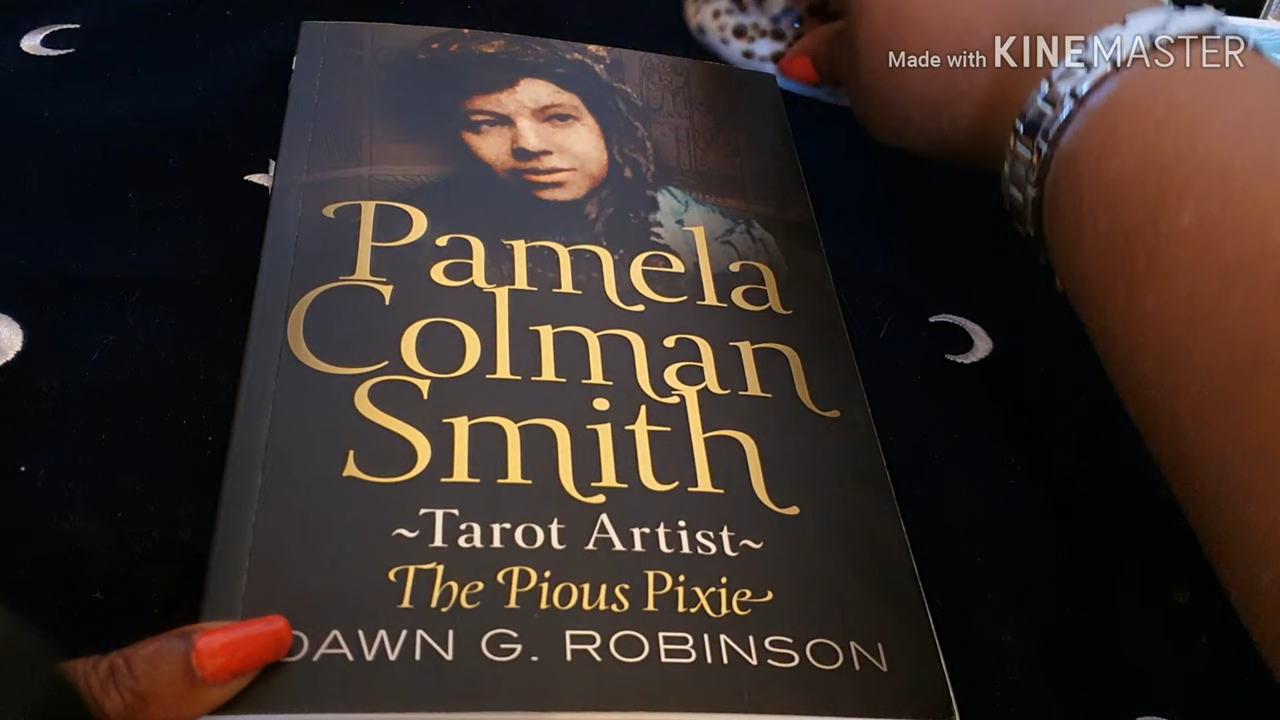 Made with KINEMASTER
Pamela
Colman
Smith
~Tarot Artist~
The Pious Pixie
DAWN G. ROBINSON